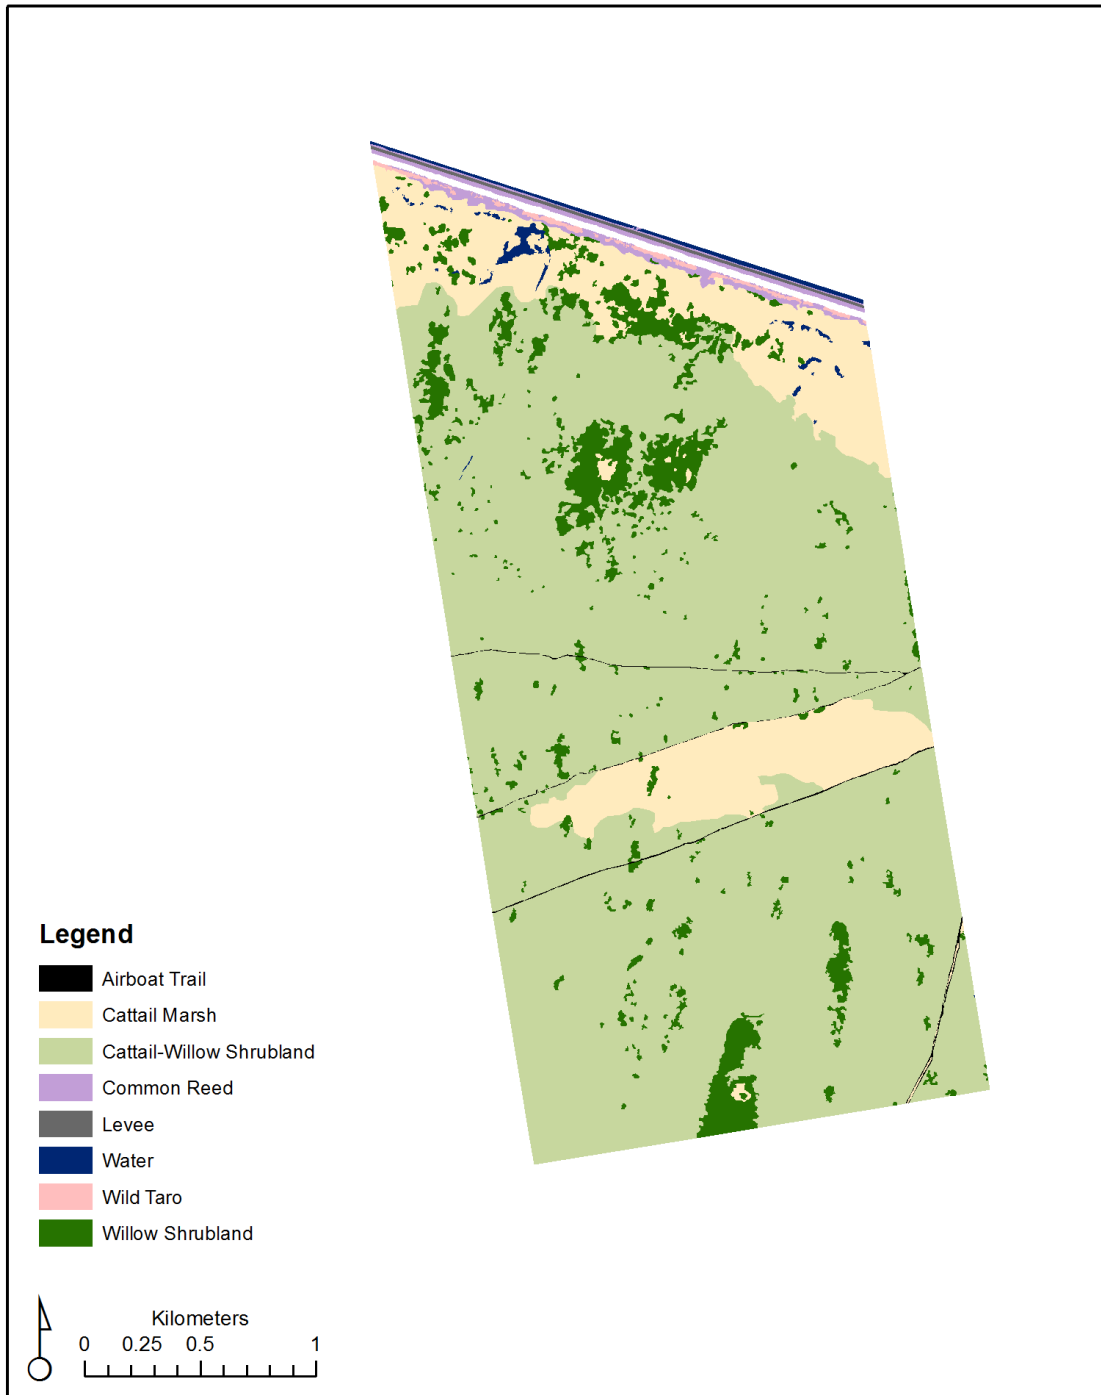 Legend
Airboat Trail
Cattail Marsh
Cattail-Willow Shrubland
Common Reed
Levee
Water
Wild Taro
Willow Shrubland
Kilometers
0 0.25 0.5 1